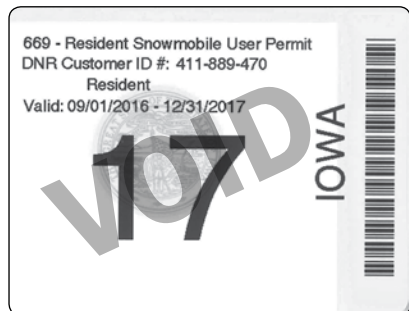 669 - Resident Snowmobile User Permit
DNR Customer ID #: 411-889-470
Resident
Valid: 09/01/2016 - 12/31/2017
17
VOID
IOWA